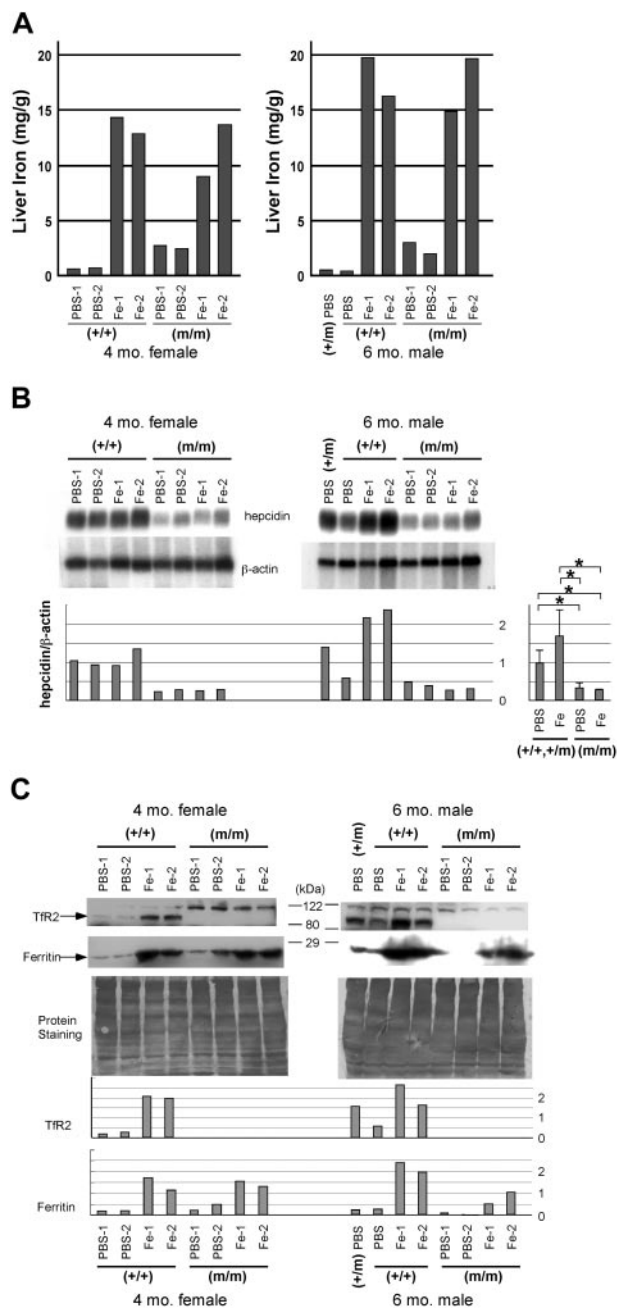 A
20
15
10
5
0
Liver Iron (mg/g)
PBS-1
PBS-2
Fe-1
Fe-2
PBS-1
PBS-2
Fe-1
Fe-2
(+/+)
(m/m)
4 mo. female
20
15
10
5
0
Liver Iron (mg/g)
(+/m) PBS
PBS
Fe-1
Fe-2
PBS-1
PBS-2
Fe-1
Fe-2
(+/+)
(m/m)
6 mo. male
B
4 mo. female
(+/+)
(m/m)
PBS-1
PBS-2
Fe-1
Fe-2
PBS-1
PBS-2
Fe-1
Fe-2
6 mo. male
(+/m)
(+/+)
(m/m)
PBS
PBS
Fe-1
Fe-2
PBS-1
PBS-2
Fe-1
Fe-2
hepcidin
β-actin
hepcidin/β-actin
2
1
0
*
*
*
*
PBS
Fe
PBS
Fe
(+/+,+/m)
(m/m)
C
4 mo. female
(+/+)
(m/m)
PBS-1
PBS-2
Fe-1
Fe-2
PBS-1
PBS-2
Fe-1
Fe-2
6 mo. male
(+/m)
(+/+)
(m/m)
PBS
PBS
Fe-1
Fe-2
PBS-1
PBS-2
Fe-1
Fe-2
(kDa)
122
80
29
TfR2
Ferritin
Protein
Staining
TfR2
2
1
0
Ferritin
2
1
0
PBS-1
PBS-2
Fe-1
Fe-2
PBS-1
PBS-2
Fe-1
Fe-2
(+/+)
(m/m)
4 mo. female
(+/m) PBS
PBS
Fe-1
Fe-2
PBS-1
PBS-2
Fe-1
Fe-2
(+/+)
(m/m)
6 mo. male